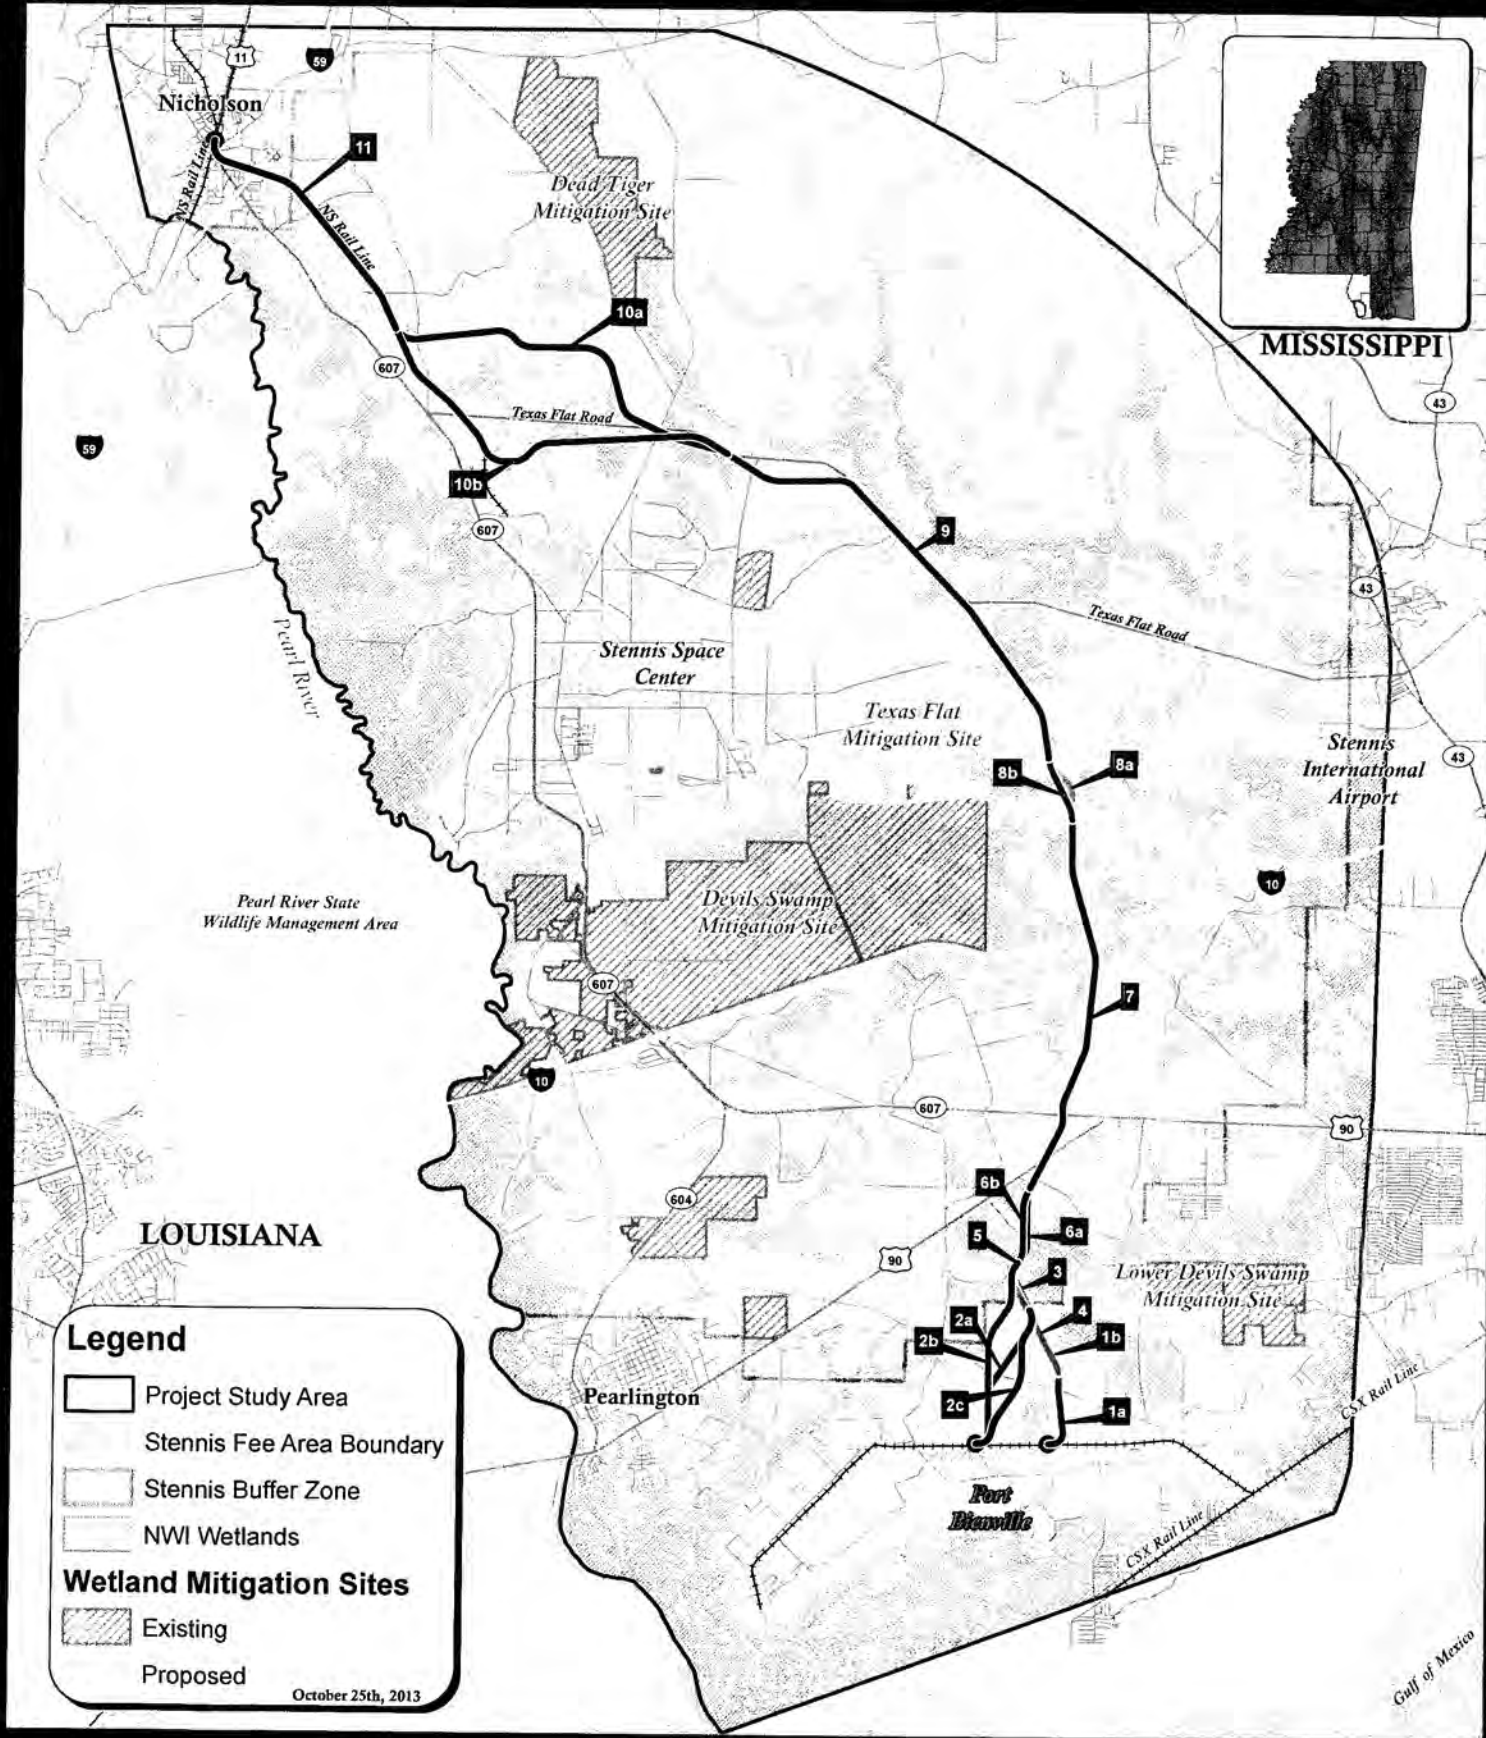 11
59
Nicholson
NS Rail Line
11
NS Rail Line
Dead Tiger
Mitigation Site
10a
607
Texas Flat Road
59
10b
607
MISSISSIPPI
43
9
43
Texas Flat Road
Pearl River
Stennis Space
Center
Texas Flat
Mitigation Site
8b
8a
Stennis
International
Airport
43
10
Pearl River State
Wildlife Management Area
Devils Swamp
Mitigation Site
607
7
10
607
90
604
6b
6a
LOUISIANA
5
90
3
Lower Devils Swamp
Mitigation Site
2a
4
2b
1b
Pearlington
2c
1a
CSX Rail Line
Port
Bienville
CSX Rail Line
Gulf of Mexico
Legend
Project Study Area
Stennis Fee Area Boundary
Stennis Buffer Zone
NWI Wetlands
Wetland Mitigation Sites
Existing
Proposed
October 25th, 2013